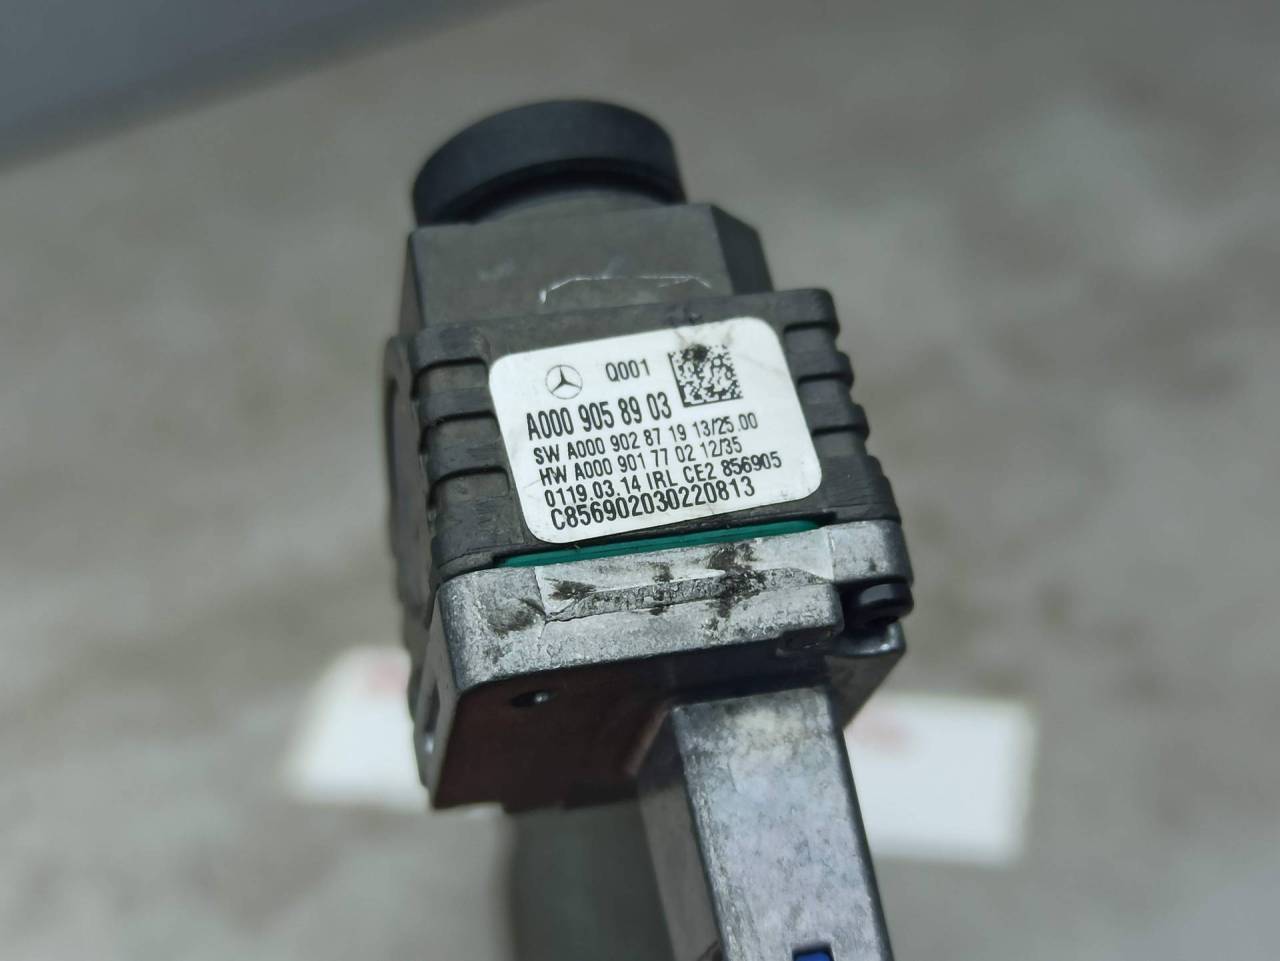 Q001
A000 905 89 03
SW A000 902 87 19 13/25.00
HW A000 901 77 02 12/35
0119.03.14 IRL CE2 856905
C856902030220813